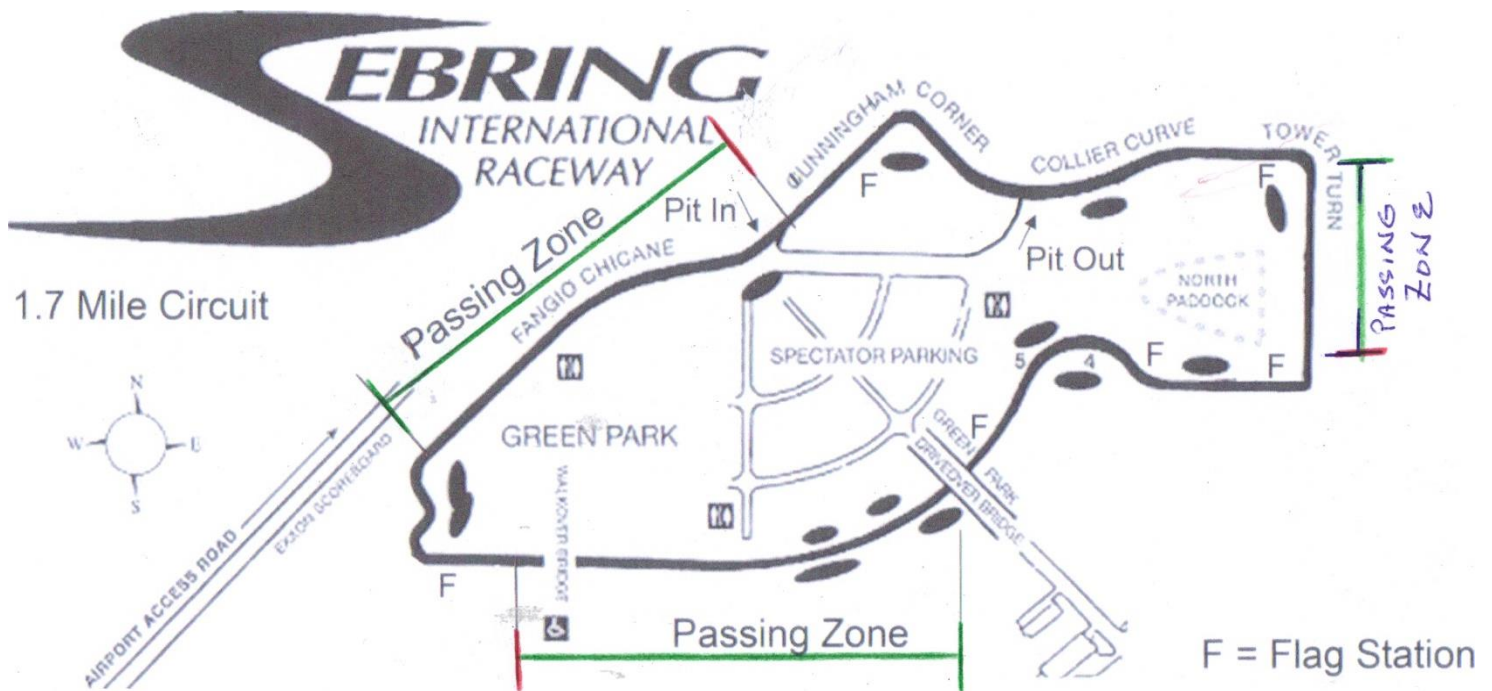 SEBRING
INTERNATIONAL
RACEWAY
CUNNINGHAM CORNER
COLLIER CURVE
TOWER TURN
F
F
Pit In
Passing Zone
FANGIO CHICANE
Pit Out
NORTH
PADDOCK
PASSING
ZONE
1.7 Mile Circuit
N
W E
S
SPECTATOR PARKING
5 4
F
F
GREEN PARK
F
GREEN PARK
DRIVEOVER BRIDGE
WALKOVER BRIDGE
AIRPORT ACCESS ROAD
EXXON SCOREBOARD
F
Passing Zone
F = Flag Station